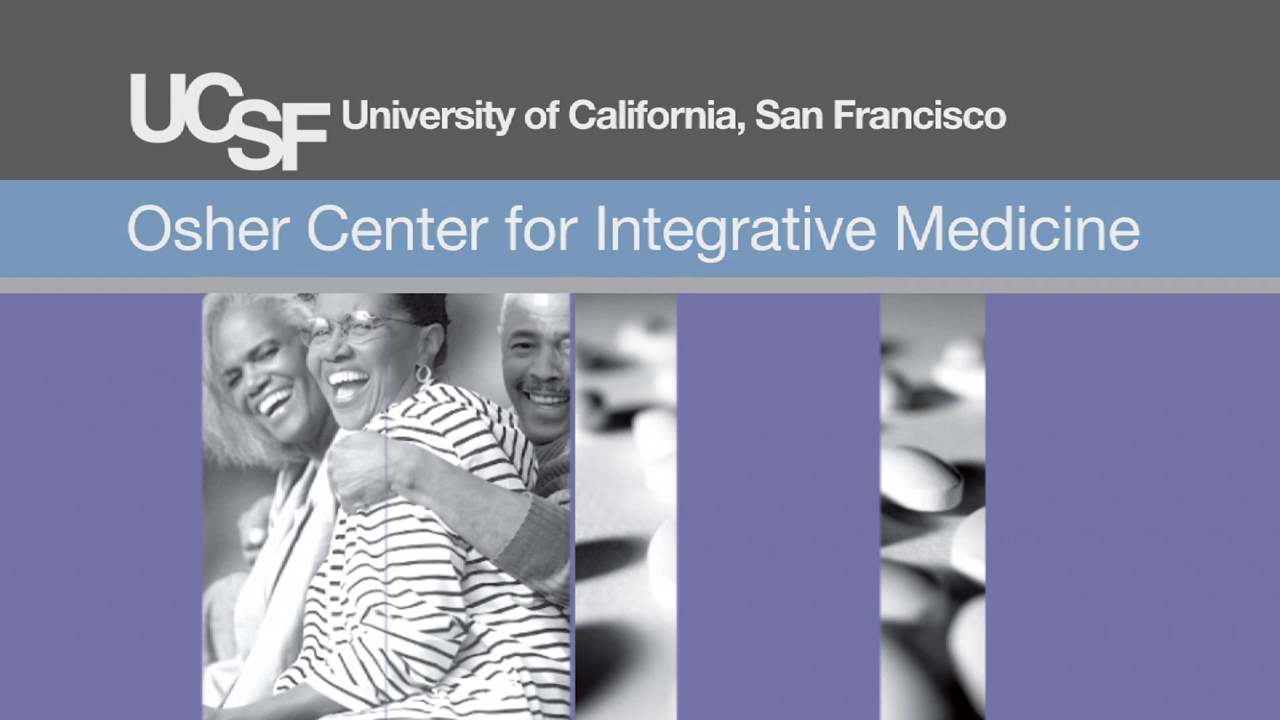 UCSF University of California, San Francisco
Osher Center for Integrative Medicine